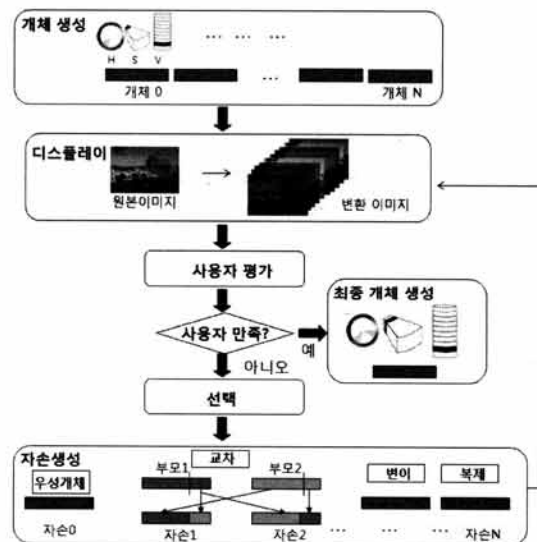 개체 생성
... ... ...
H S V
...
개체 0
개체 N
디스플레이
원본이미지
변환 이미지
사용자 평가
사용자 만족?
예
아니오
최종 개체 생성
선택
자손생성
교차
우성개체
부모1
부모2
변이
복제
자손0
자손1
자손2
... ... ...
자손N